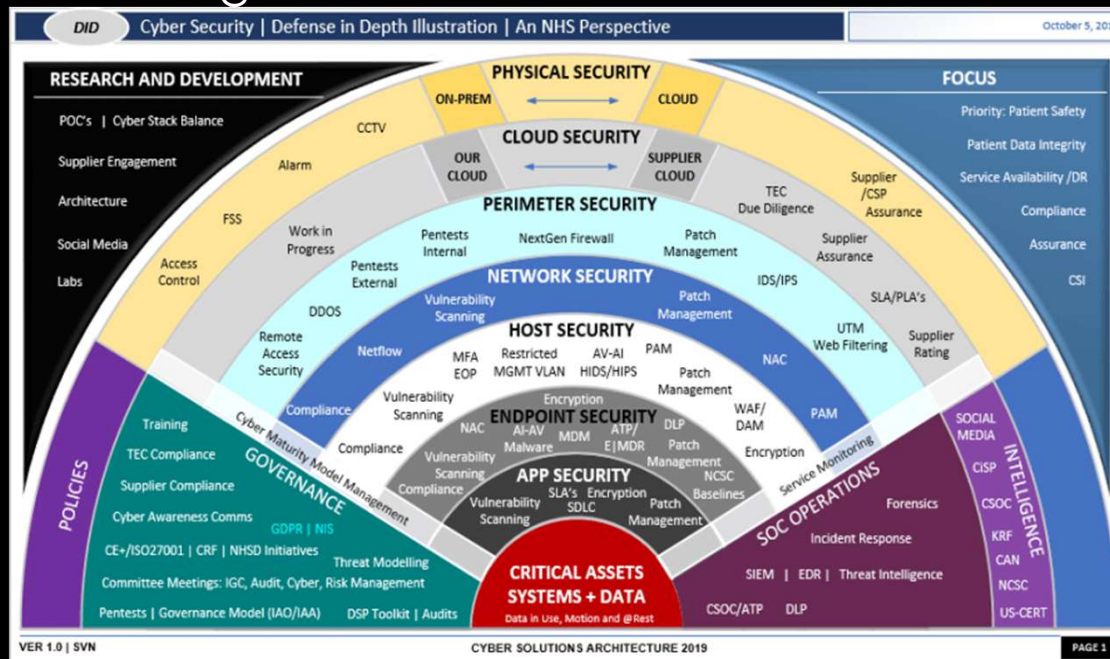 DID
Cyber Security | Defense in Depth Illustration | An NHS Perspective
October 5, 201
RESEARCH AND DEVELOPMENT
POC's | Cyber Stack Balance
Supplier Engagement
Architecture
Social Media
Labs
FOCUS
Priority: Patient Safety
Patient Data Integrity
Service Availability /DR
Compliance
Assurance
CSI
PHYSICAL SECURITY
ON-PREM
CLOUD
CCTV
Alarm
FSS
Access
Control
Supplier
/CSP
Assurance
CLOUD SECURITY
OUR
CLOUD
SUPPLIER
CLOUD
Work in
Progress
TEC
Due Diligence
Supplier
Assurance
SLA/PLA's
Supplier
Rating
PERIMETER SECURITY
Pentests
Internal
NextGen Firewall
Patch
Management
Pentests
External
IDS/IPS
DDOS
Remote
Access
Security
UTM
Web Filtering
NETWORK SECURITY
Vulnerability
Scanning
Patch
Management
Netflow
NAC
Compliance
PAM
HOST SECURITY
MFA
EOP
Restricted
MGMT VLAN
AV-AI
HIDS/HIPS
PAM
Patch
Management
Vulnerability
Scanning
WAF/
DAM
Compliance
Encryption
Encryption
ENDPOINT SECURITY
NAC
AI-AV
Malware
MDM
ATP/
E|MDR
DLP
Patch
Management
Vulnerability
Scanning
NCSC
Baselines
Compliance
APP SECURITY
SLA's Encryption
SDLC
Vulnerability
Scanning
Patch
Management
CRITICAL ASSETS
SYSTEMS + DATA
Data in Use, Motion and @Rest
Cyber Maturity Model Management
Service Monitoring
POLICIES
GOVERNANCE
Training
TEC Compliance
Supplier Compliance
Cyber Awareness Comms
GDPR | NIS
CE+/ISO27001 | CRF | NHSD Initiatives
Threat Modelling
Committee Meetings: IGC, Audit, Cyber, Risk Management
Pentests | Governance Model (IAO/IAA)
DSP Toolkit | Audits
SOC OPERATIONS
Forensics
Incident Response
SIEM | EDR | Threat Intelligence
CSOC/ATP
DLP
INTELLIGENCE
SOCIAL
MEDIA
CiSP
CSOC
KRF
CAN
NCSC
US-CERT
VER 1.0 | SVN
CYBER SOLUTIONS ARCHITECTURE 2019
PAGE 1